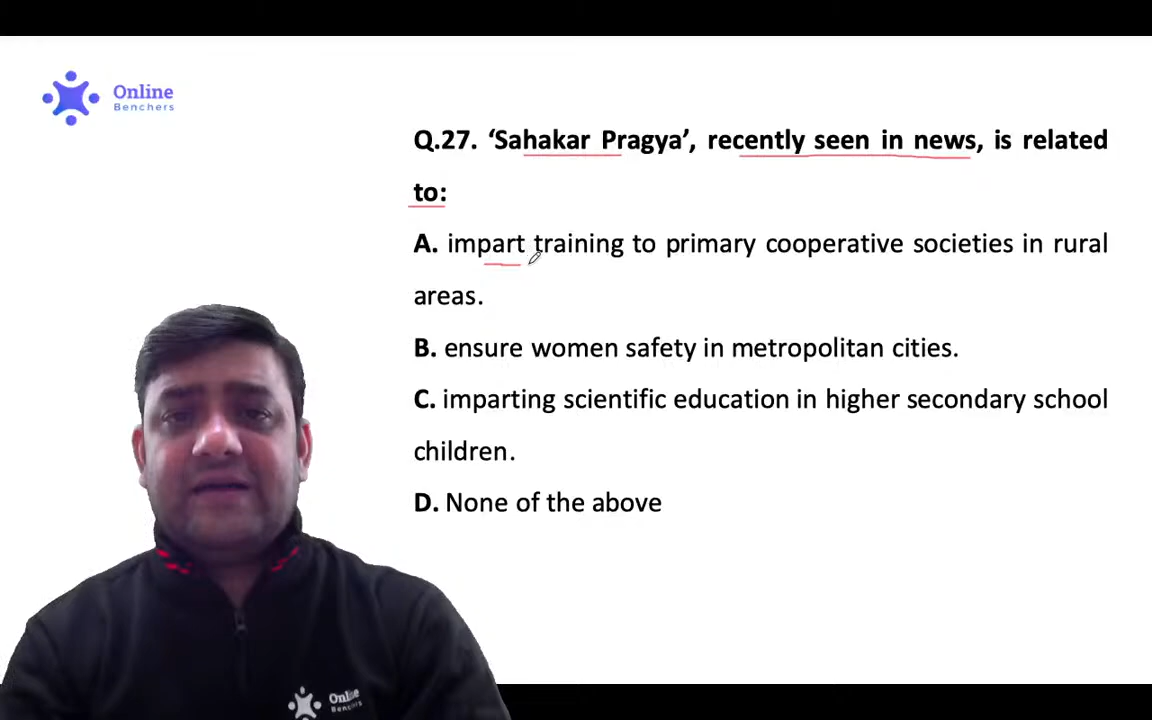 Online
Benchers
Q.27. ‘Sahakar Pragya’, recently seen in news, is related
to:
A. impart training to primary cooperative societies in rural
areas.
B. ensure women safety in metropolitan cities.
C. imparting scientific education in higher secondary school
children.
D. None of the above
Online
Benchers